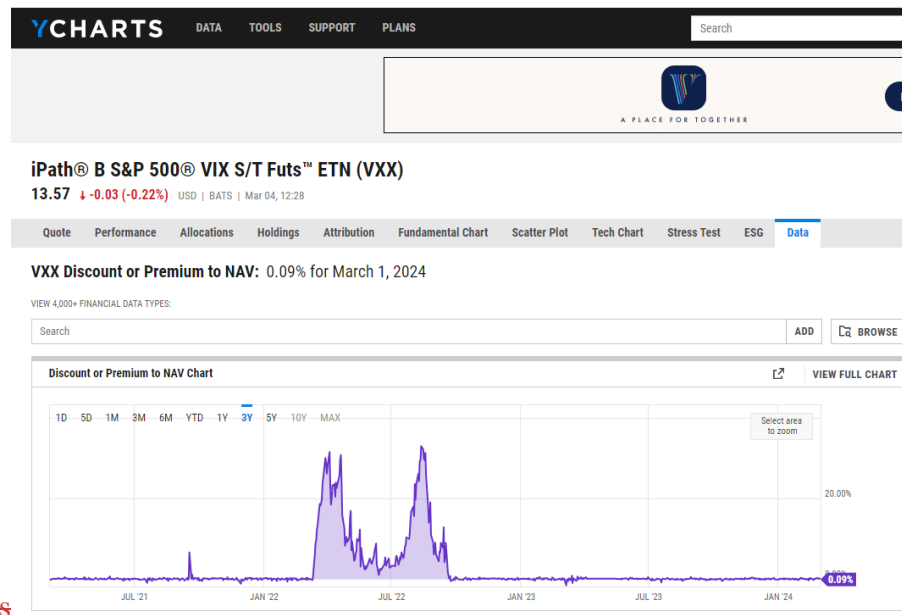 YCHARTS DATA TOOLS SUPPORT PLANS Search
A PLACE FOR TOGETHER
iPath® B S&P 500® VIX S/T Futs™ ETN (VXX)
13.57 ↓ -0.03 (-0.22%) USD | BATS | Mar 04, 12:28
Quote Performance Allocations Holdings Attribution Fundamental Chart Scatter Plot Tech Chart Stress Test ESG Data
VXX Discount or Premium to NAV: 0.09% for March 1, 2024
VIEW 4,000+ FINANCIAL DATA TYPES:
Search ADD BROWSE
Discount or Premium to NAV Chart VIEW FULL CHART
1D 5D 1M 3M 6M YTD 1Y 3Y 5Y 10Y MAX
Select area
to zoom
20.00%
0.09%
JUL '21 JAN '22 JUL '22 JAN '23 JUL '23 JAN '24